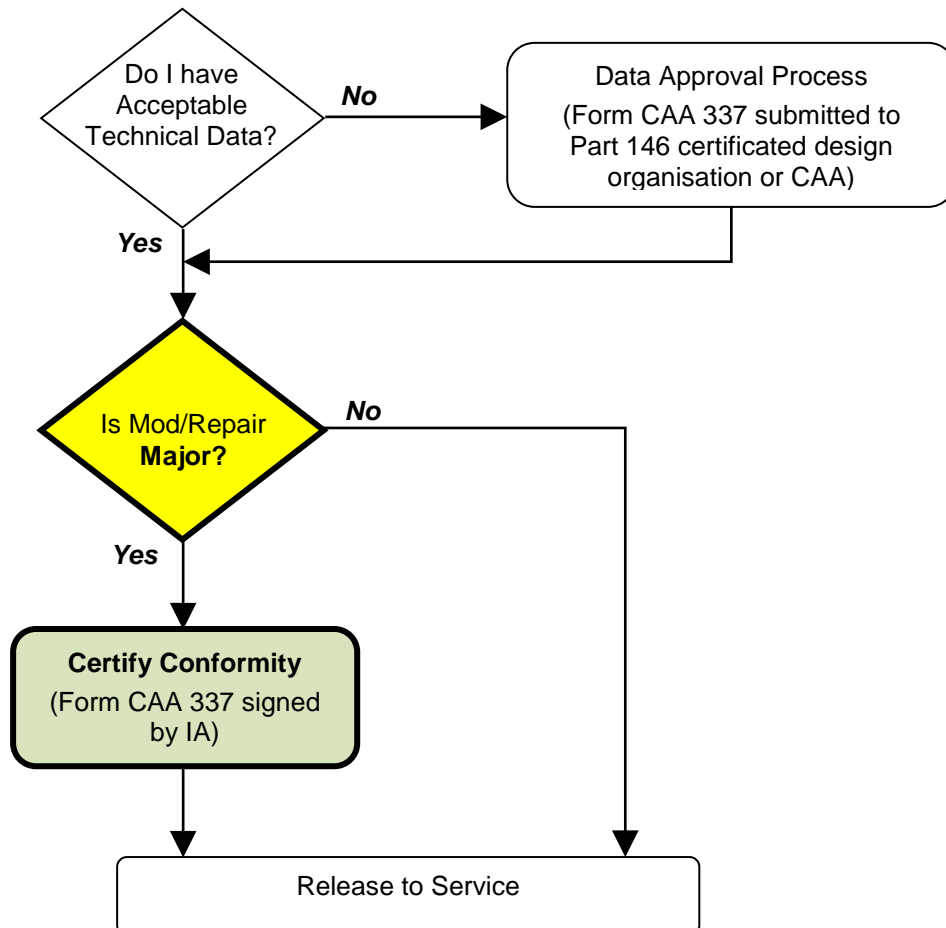 Do I have
Acceptable
Technical Data?
No
Data Approval Process
(Form CAA 337 submitted to
Part 146 certificated design
organisation or CAA)
Yes
Is Mod/Repair
Major?
No
Yes
Certify Conformity
(Form CAA 337 signed
by IA)
Release to Service